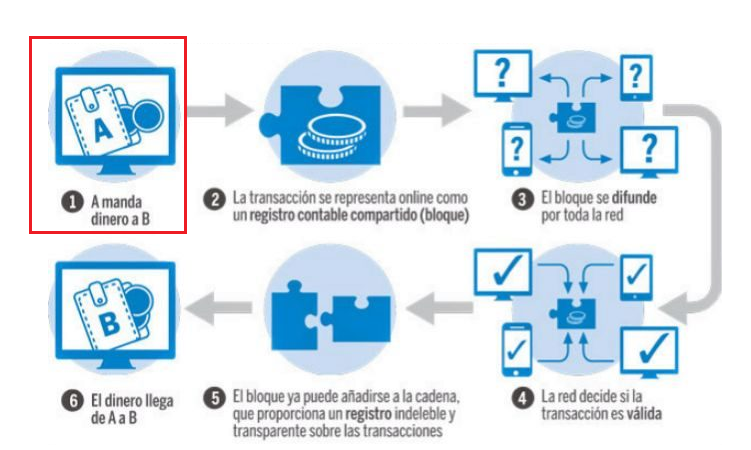 A
1 A manda
dinero a B
2 La transacción se representa online como
un registro contable compartido (bloque)
? ? ? ?
3 El bloque se difunde
por toda la red
4 La red decide si la
transacción es válida
5 El bloque ya puede añadirse a la cadena,
que proporciona un registro indeleble y
transparente sobre las transacciones
B
6 El dinero llega
de A a B